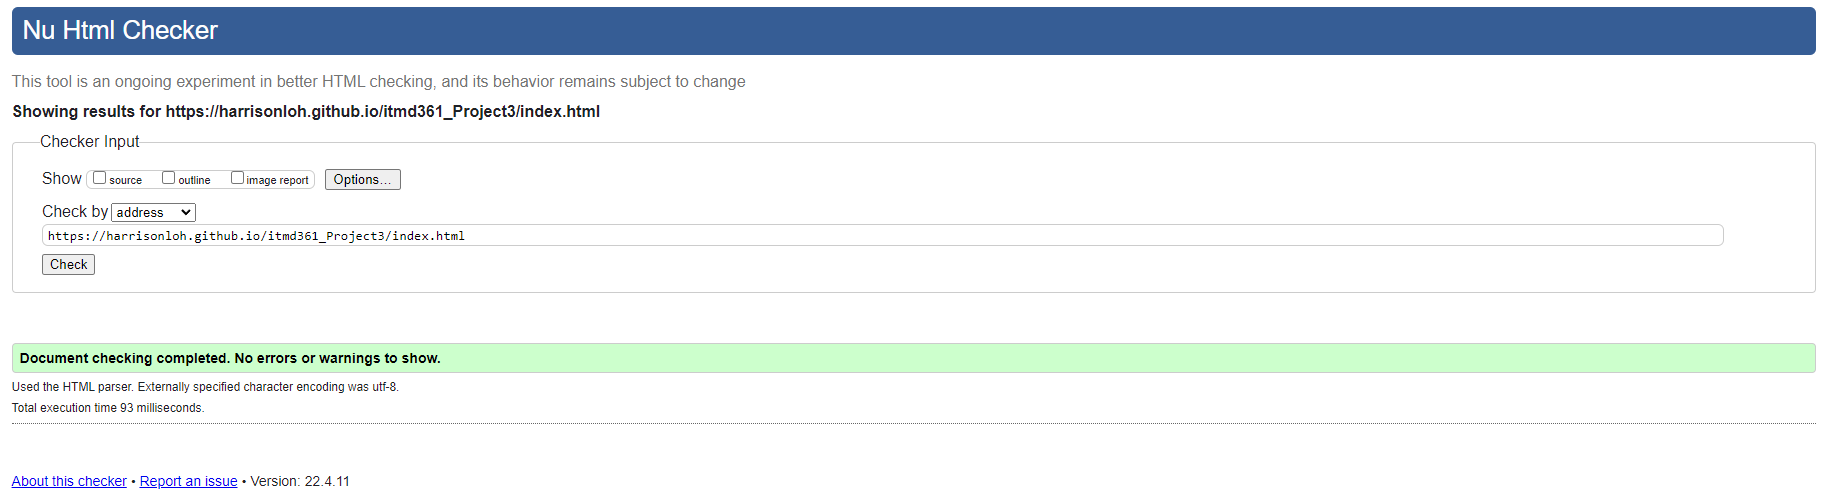 Nu Html Checker
This tool is an ongoing experiment in better HTML checking, and its behavior remains subject to change
Showing results for https://harrisonloh.github.io/itmd361_Project3/index.html
Checker Input
Show source outline image report Options...
Check by address
https://harrisonloh.github.io/itmd361_Project3/index.html
Check
Document checking completed. No errors or warnings to show.
Used the HTML parser. Externally specified character encoding was utf-8.
Total execution time 93 milliseconds.
About this checker • Report an issue • Version: 22.4.11